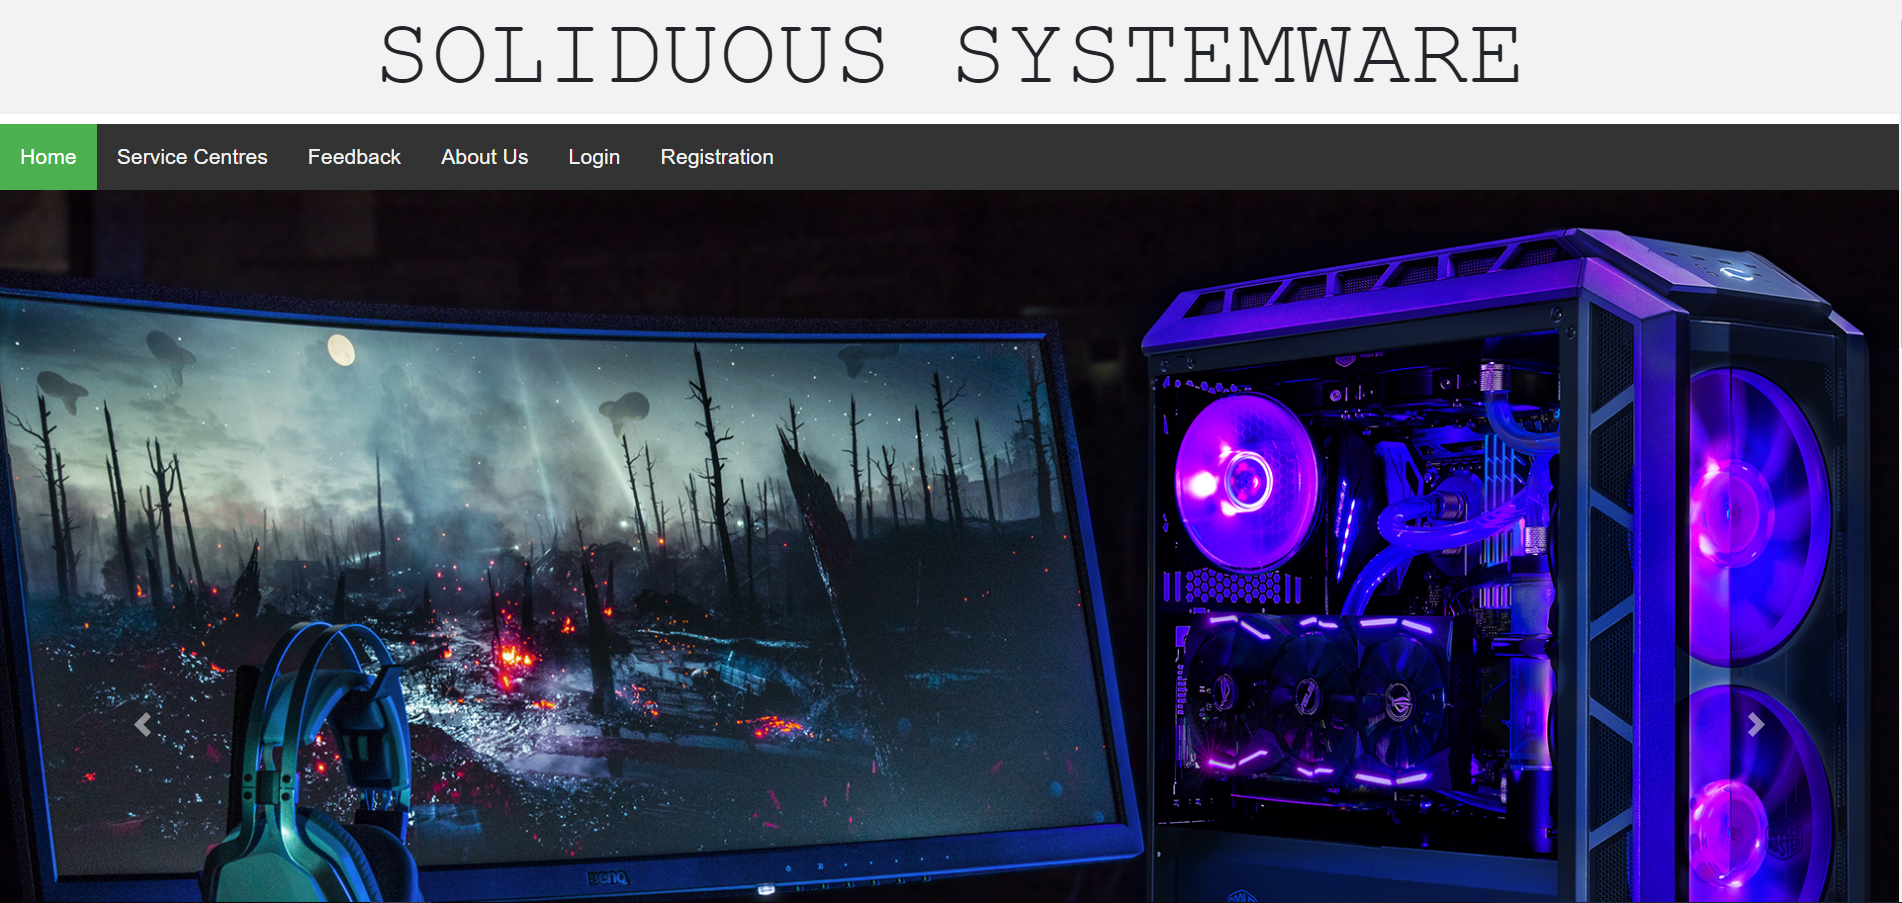 SOLIDUOUS SYSTEMWARE
Home Service Centres Feedback About Us Login Registration
BenQ